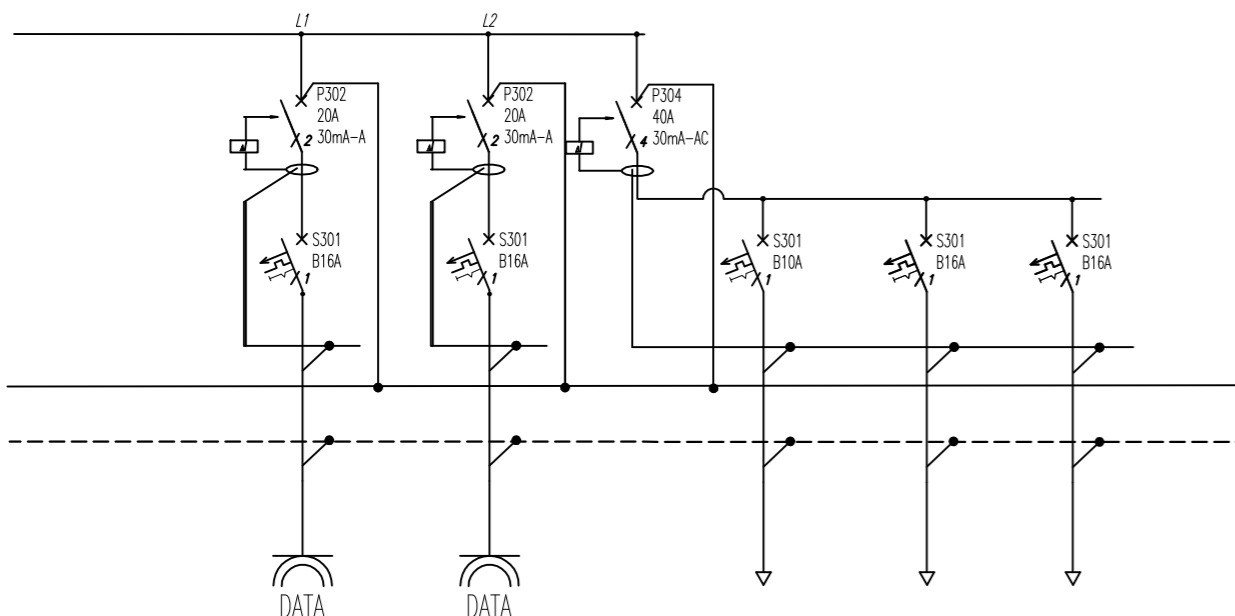 L1
L2
P302
20A
30mA-A
2
P302
20A
30mA-A
2
P304
40A
30mA-AC
4
S301
B16A
1
S301
B16A
1
S301
B10A
1
S301
B16A
1
S301
B16A
1
DATA
DATA